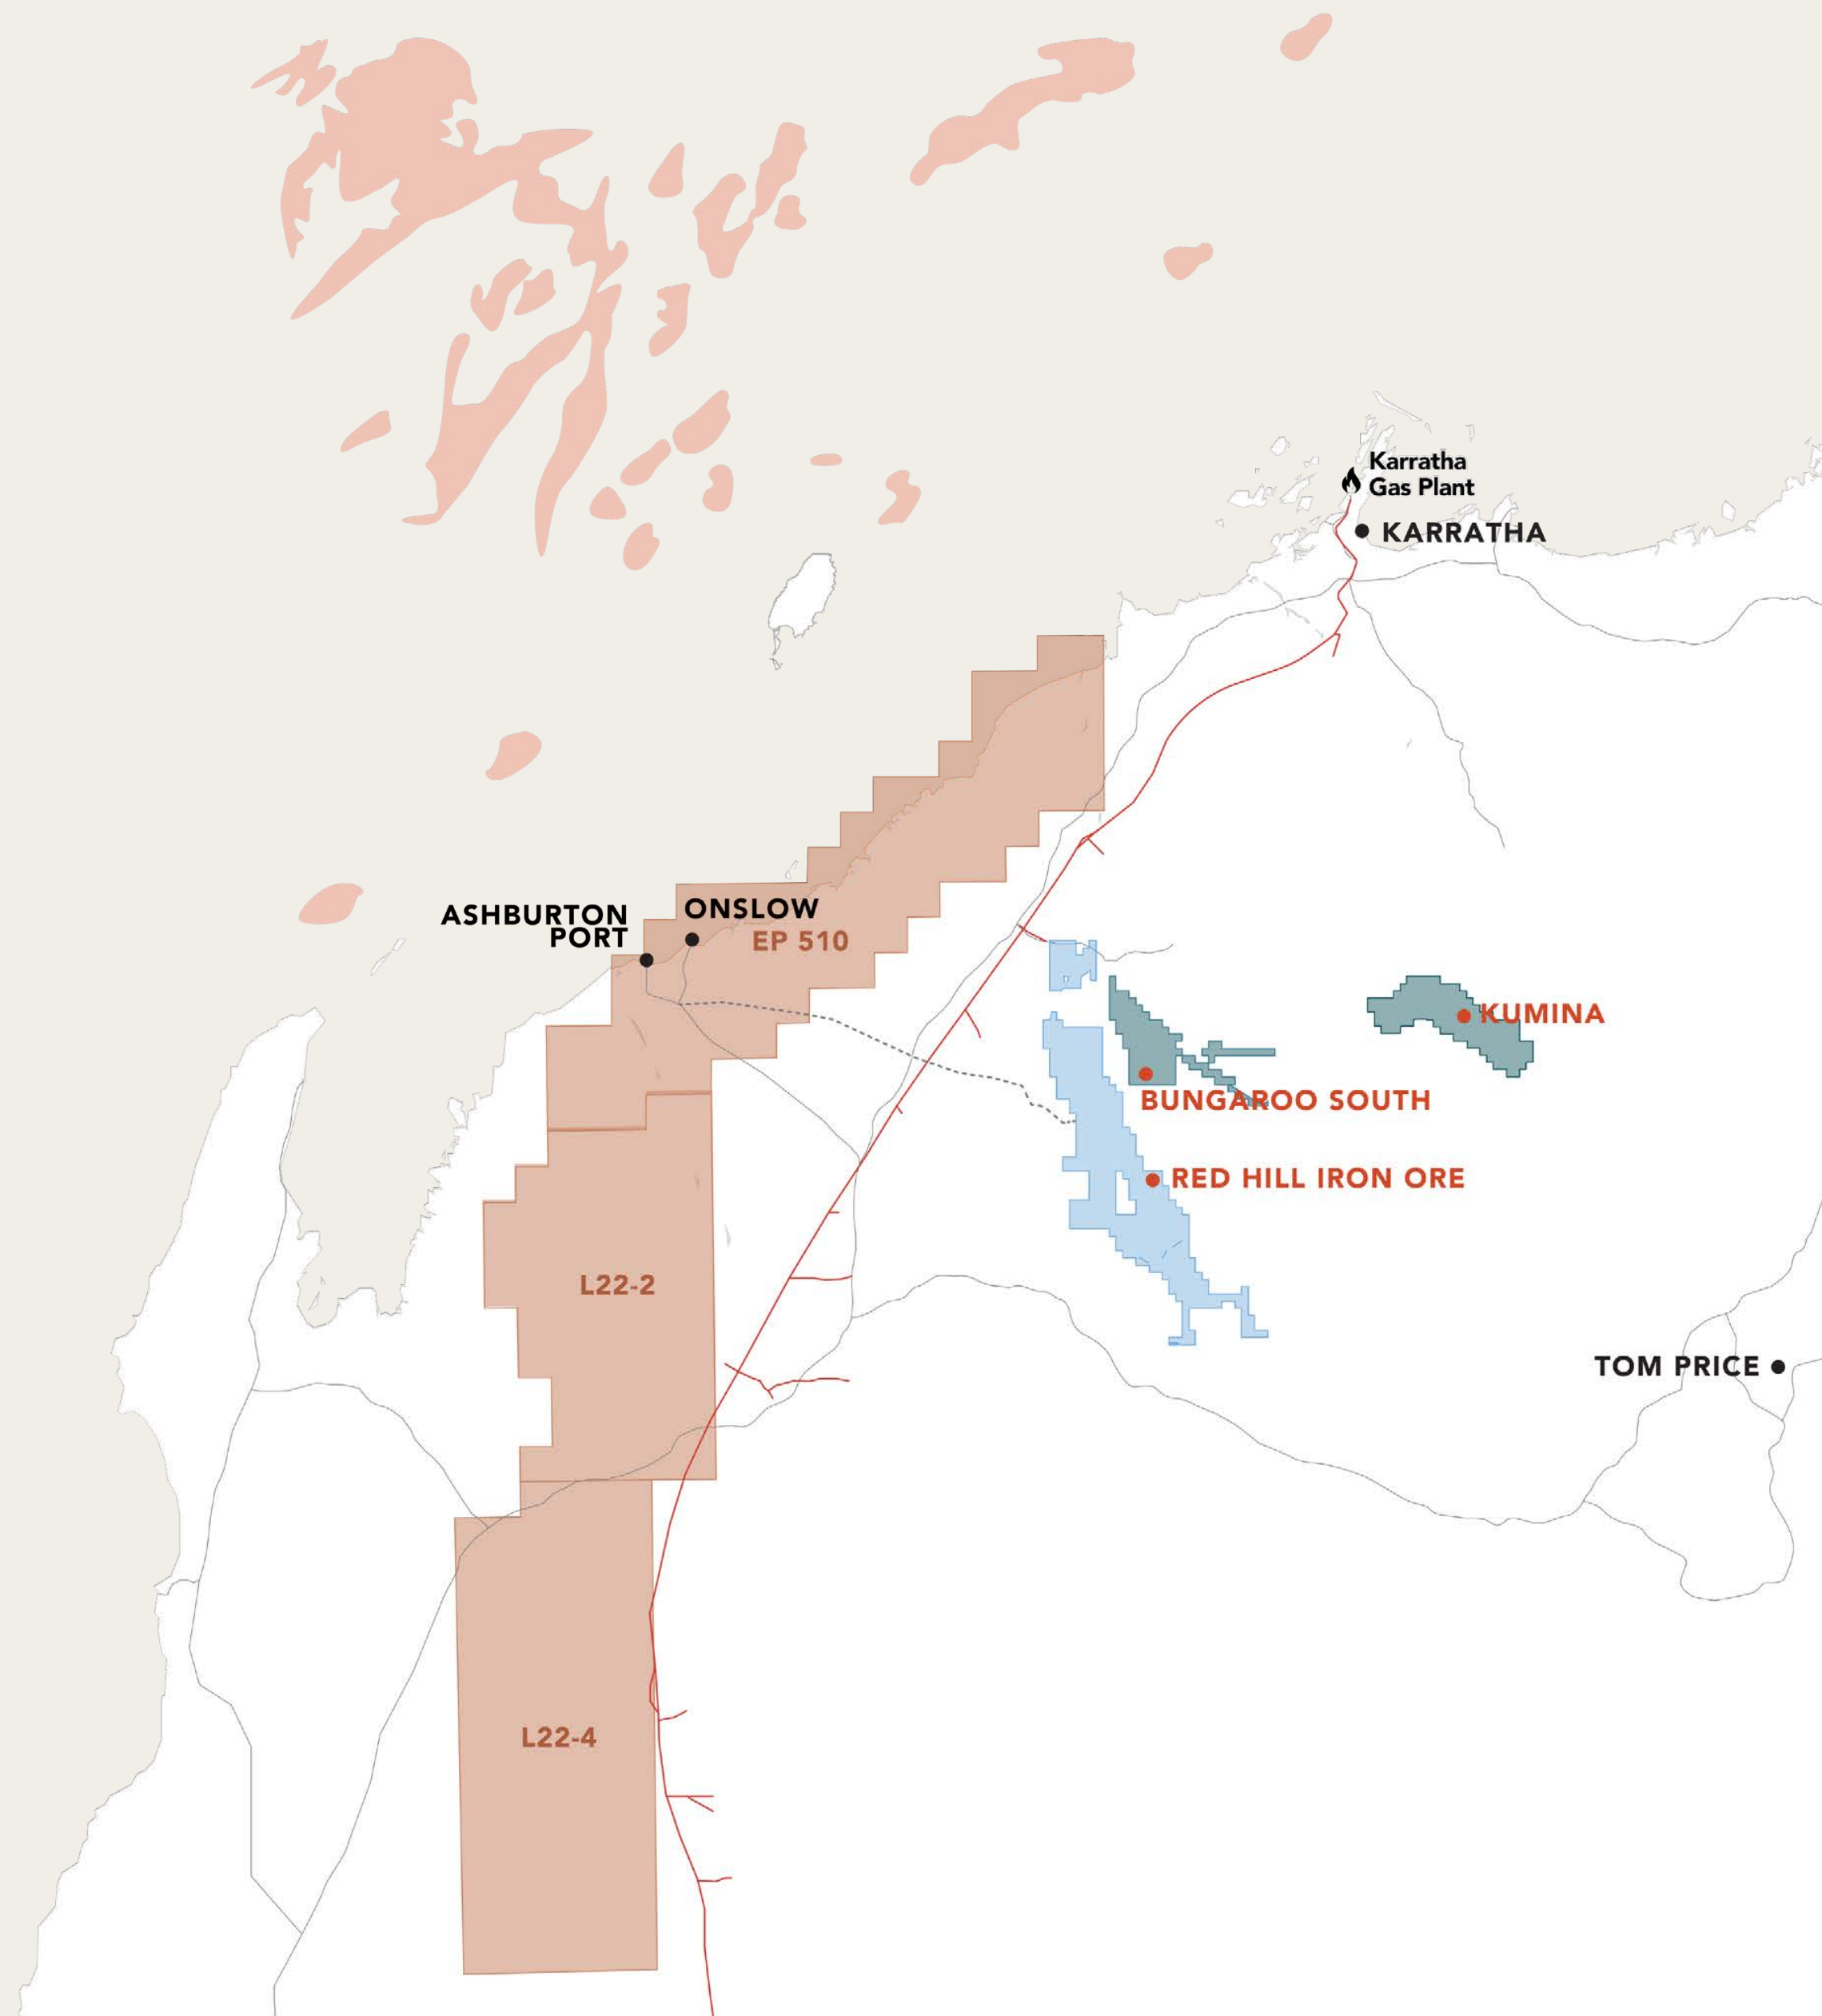 Karratha
Gas Plant
KARRATHA
ASHBURTON
PORT
ONSLOW
EP 510
KUMINA
BUNGAROO SOUTH
RED HILL IRON ORE
L22-2
TOM PRICE
L22-4